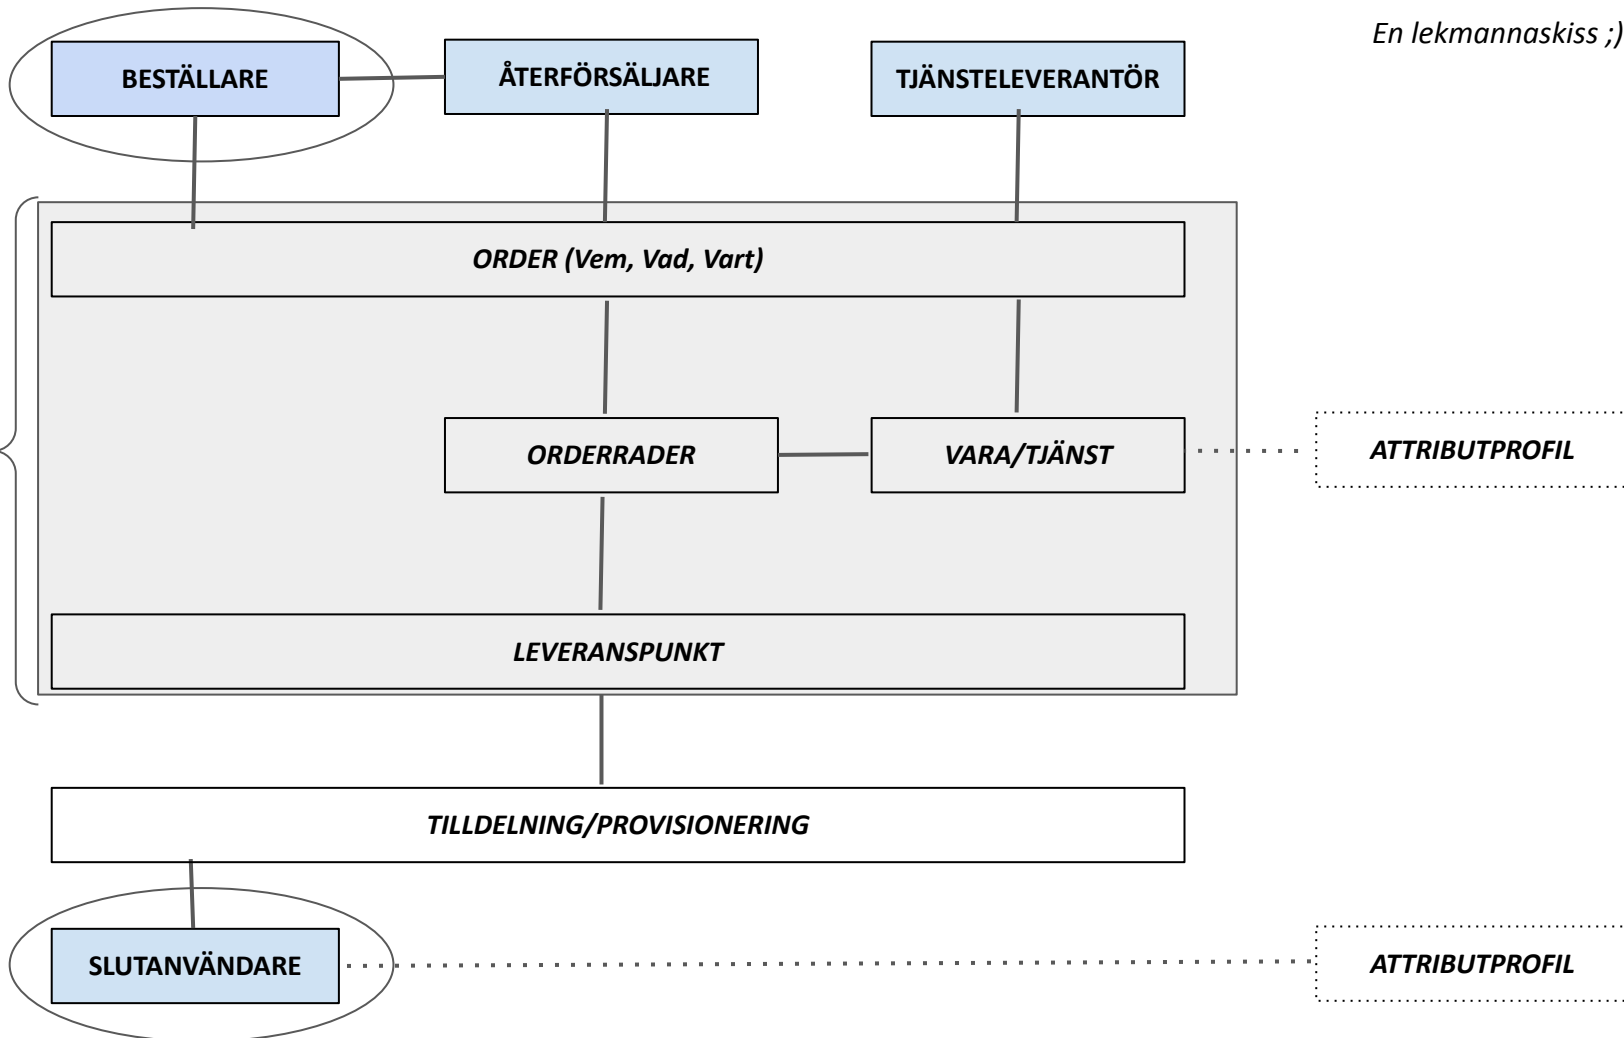 En lekmannaskiss ;)
BESTÄLLARE
ÅTERFÖRSÄLJARE
TJÄNSTELEVERANTÖR
ORDER (Vem, Vad, Vart)
ORDERRADER
VARA/TJÄNST
ATTRIBUTPROFIL
LEVERANSPUNKT
TILLDELNING/PROVISIONERING
SLUTANVÄNDARE
ATTRIBUTPROFIL